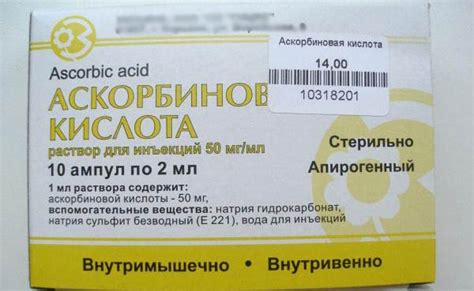 Аскорбиновая кислота
14,00
10318201
Ascorbic acid
АСКОРБИНОВ
КИСЛОТА
раствор для инъекций 50 мг/мл
10 ампул по 2 мл
Стерильно
Апирогенный
1 мл раствора содержит:
аскорбиновой кислоты - 50 мг,
вспомогательные вещества: натрия гидрокарбонат,
натрия сульфит безводный (Е 221), вода для инъекций
Внутримышечно • Внутривенно